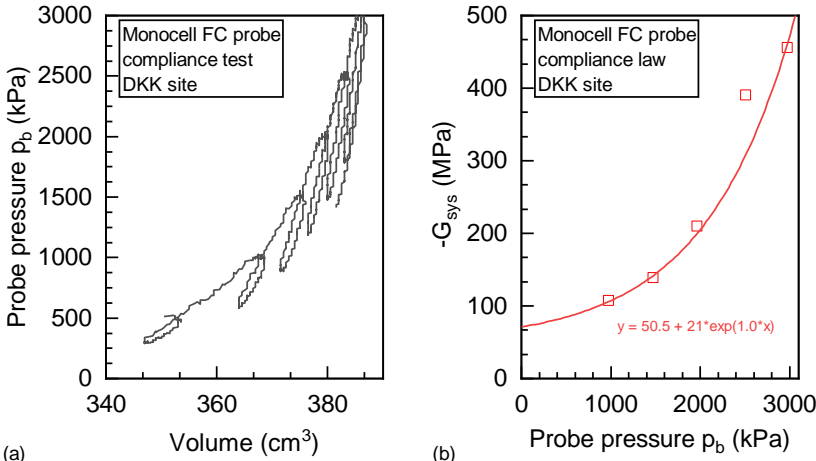 Monocell FC probe
compliance test
DKK site
3000
2500
2000
1500
1000
500
0
Probe pressure p_b (kPa)
340
360
380
Volume (cm³)
(a)
Monocell FC probe
compliance law
DKK site
500
400
300
200
100
0
-G_sys (MPa)
y = 50.5 + 21*exp(1.0*x)
0
1000
2000
3000
Probe pressure p_b (kPa)
(b)